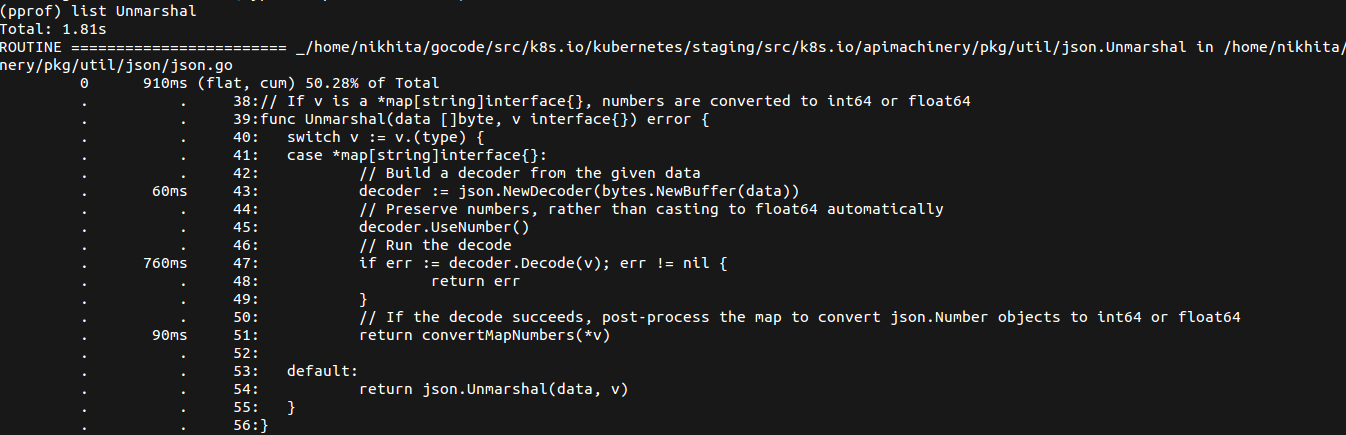 (pprof) list Unmarshal
Total: 1.81s
ROUTINE ======================== _/home/nikhita/gocode/src/k8s.io/kubernetes/staging/src/k8s.io/apimachinery/pkg/util/json.Unmarshal in /home/nikhita/
nery/pkg/util/json/json.go
         0      910ms (flat, cum) 50.28% of Total
         .          .     38:// If v is a *map[string]interface{}, numbers are converted to int64 or float64
         .          .     39:func Unmarshal(data []byte, v interface{}) error {
         .          .     40:   switch v := v.(type) {
         .          .     41:   case *map[string]interface{}:
         .          .     42:           // Build a decoder from the given data
         .       60ms     43:           decoder := json.NewDecoder(bytes.NewBuffer(data))
         .          .     44:           // Preserve numbers, rather than casting to float64 automatically
         .          .     45:           decoder.UseNumber()
         .          .     46:           // Run the decode
         .      760ms     47:           if err := decoder.Decode(v); err != nil {
         .          .     48:                   return err
         .          .     49:           }
         .          .     50:           // If the decode succeeds, post-process the map to convert json.Number objects to int64 or float64
         .       90ms     51:           return convertMapNumbers(*v)
         .          .     52:
         .          .     53:   default:
         .          .     54:           return json.Unmarshal(data, v)
         .          .     55:   }
         .          .     56:}